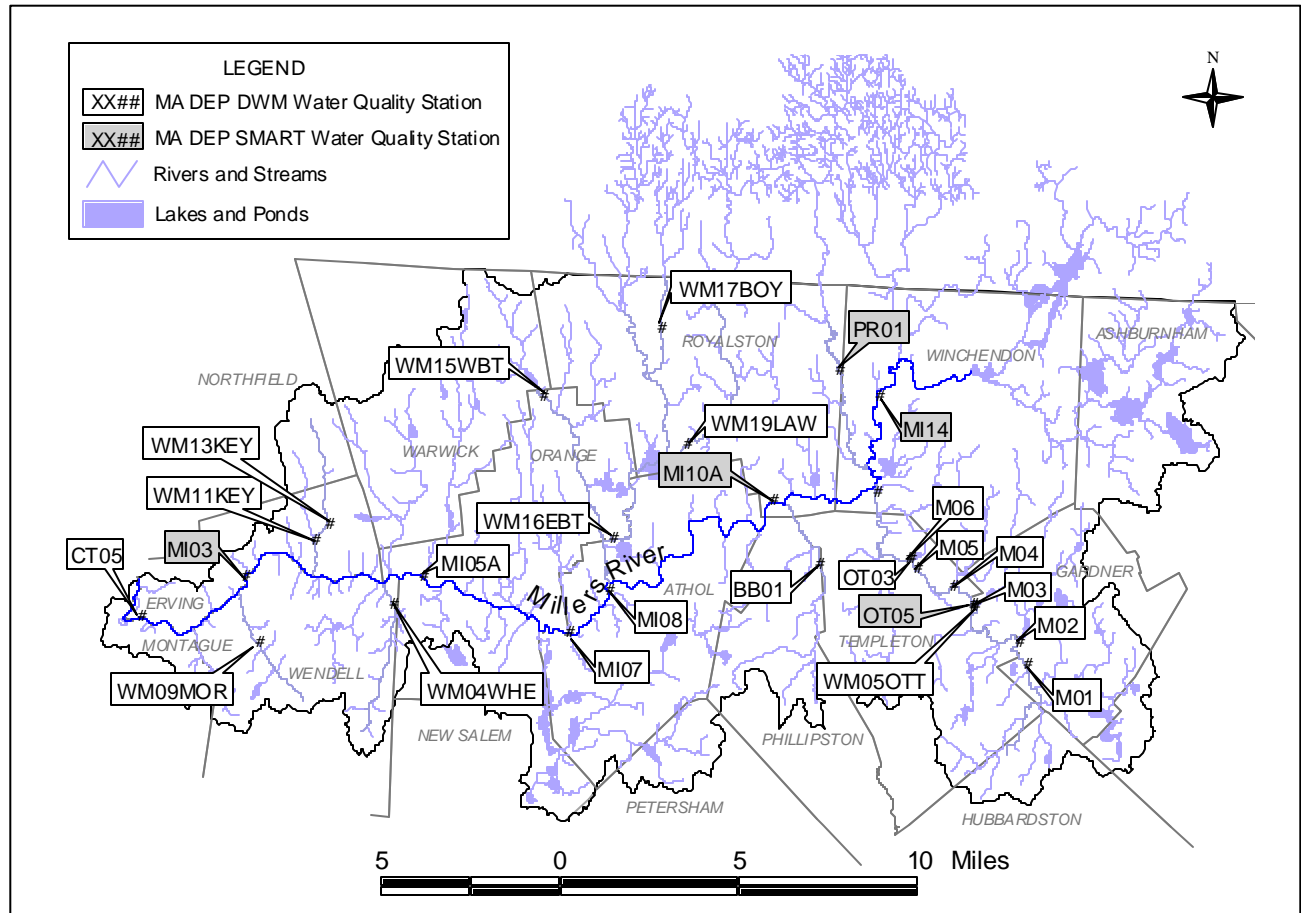 LEGEND
XX## MA DEP DWM Water Quality Station
XX## MA DEP SMART Water Quality Station
Rivers and Streams
Lakes and Ponds
N
WM17BOY
PR01
ROYALSTON
ASHBURNHAM
WINCHENDON
WM15WBT
NORTHFIELD
WM19LAW
MI14
WM13KEY
WARWICK
ORANGE
MI10A
WM11KEY
WM16EBT
M06
M05
M04
CT05
MI03
MI05A
Millers River
ATHOL
BB01
OT03
GARDNER
M03
ERVING
OT05
MI08
TEMPLETON
M02
MONTAGUE
WENDELL
MI07
WM09MOR
WM04WHE
WM05OTT
M01
NEW SALEM
PHILLIPSTON
PETERSHAM
HUBBARDSTON
5 0 5 10 Miles